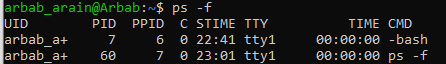 arbab_arain@Arbab:~$ ps -f
UID PID PPID C STIME TTY TIME CMD
arbab_a+ 7 6 0 22:41 tty1 00:00:00 -bash
arbab_a+ 60 7 0 23:01 tty1 00:00:00 ps -f